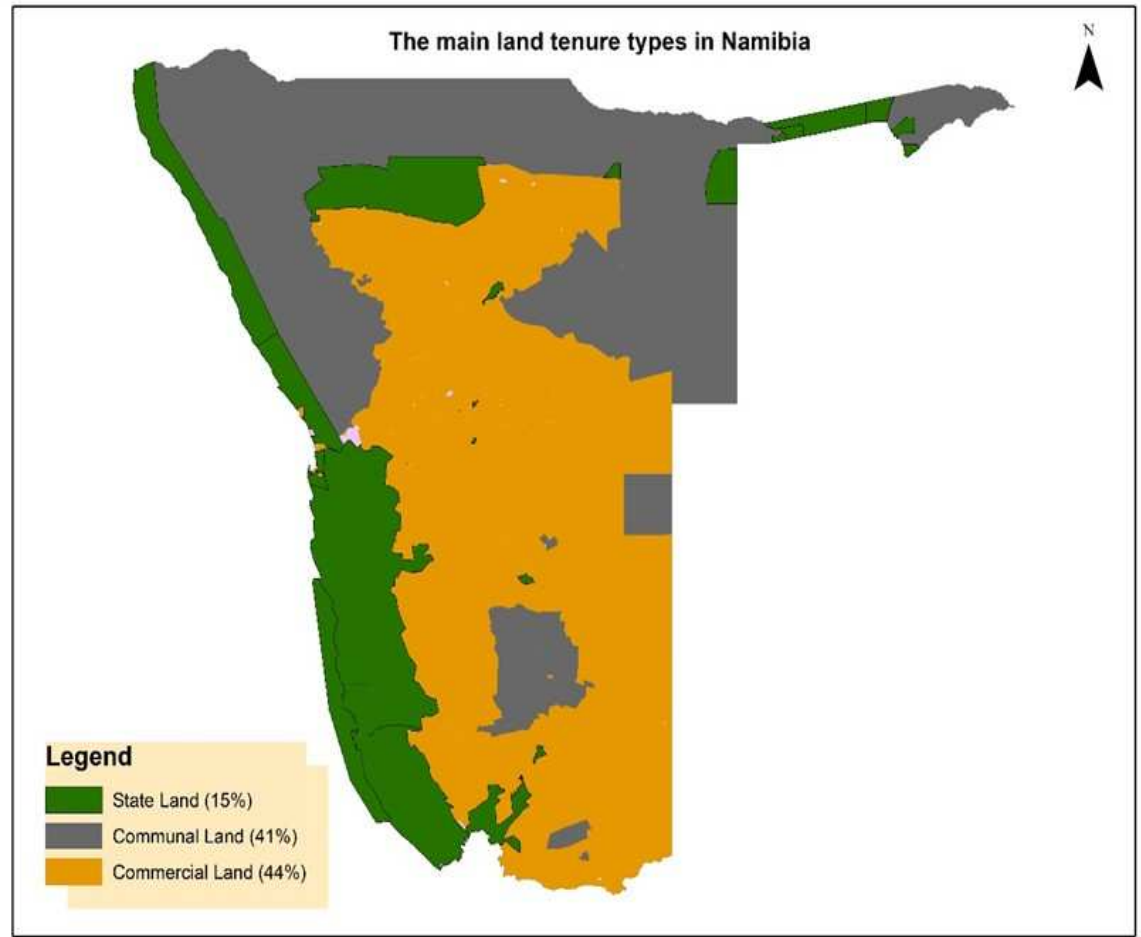 The main land tenure types in Namibia
N
Legend
State Land (15%)
Communal Land (41%)
Commercial Land (44%)